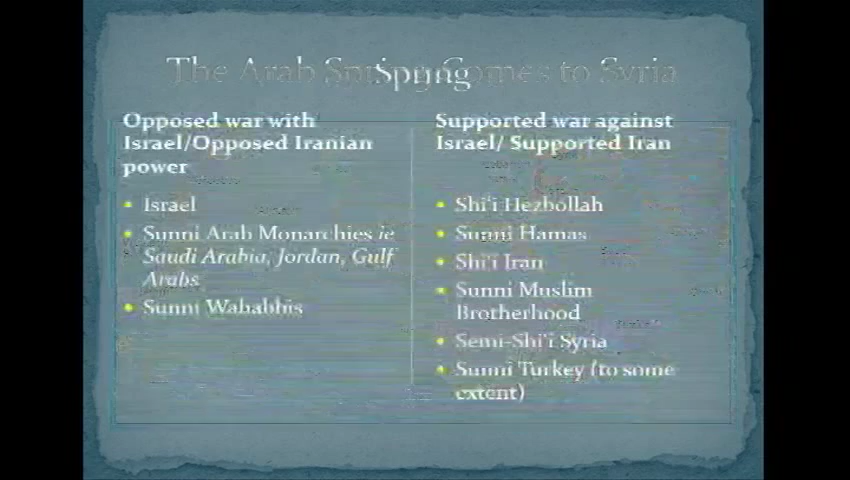 The Arab Spring Comes to Syria
Opposed war with
Israel/Opposed Iranian
power
• Israel
• Sunni Arab Monarchies ie
Saudi Arabia, Jordan, Gulf
Arabs
• Sunni Wababhis
Supported war against
Israel/ Supported Iran
• Shi'i Hezbollah
• Sunni Hamas
• Shi'i Iran
• Sunni Muslim
Brotherhood
• Semi-Shi'i Syria
• Sunni Turkey (to some
extent)